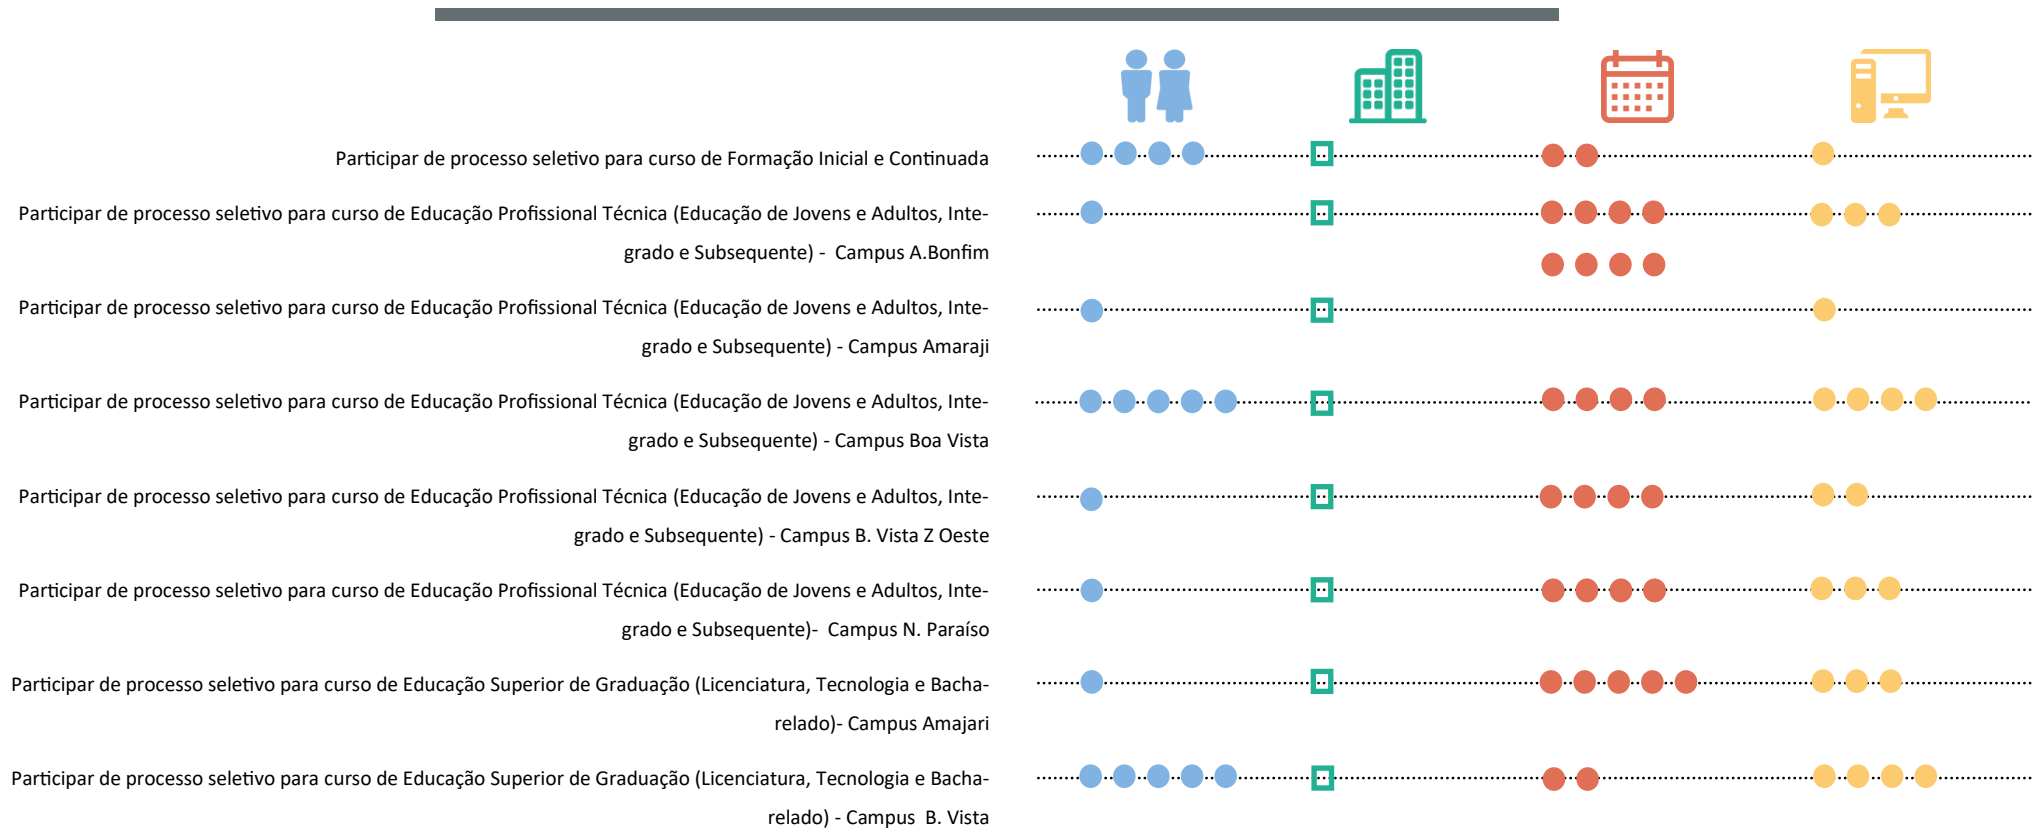 Participar de processo seletivo para curso de Formação Inicial e Continuada
Participar de processo seletivo para curso de Educação Profissional Técnica (Educação de Jovens e Adultos, Inte-
grado e Subsequente) - Campus A.Bonfim
Participar de processo seletivo para curso de Educação Profissional Técnica (Educação de Jovens e Adultos, Inte-
grado e Subsequente) - Campus Amaraji
Participar de processo seletivo para curso de Educação Profissional Técnica (Educação de Jovens e Adultos, Inte-
grado e Subsequente) - Campus Boa Vista
Participar de processo seletivo para curso de Educação Profissional Técnica (Educação de Jovens e Adultos, Inte-
grado e Subsequente) - Campus B. Vista Z Oeste
Participar de processo seletivo para curso de Educação Profissional Técnica (Educação de Jovens e Adultos, Inte-
grado e Subsequente)- Campus N. Paraíso
Participar de processo seletivo para curso de Educação Superior de Graduação (Licenciatura, Tecnologia e Bacha-
relado)- Campus Amajari
Participar de processo seletivo para curso de Educação Superior de Graduação (Licenciatura, Tecnologia e Bacha-
relado) - Campus B. Vista